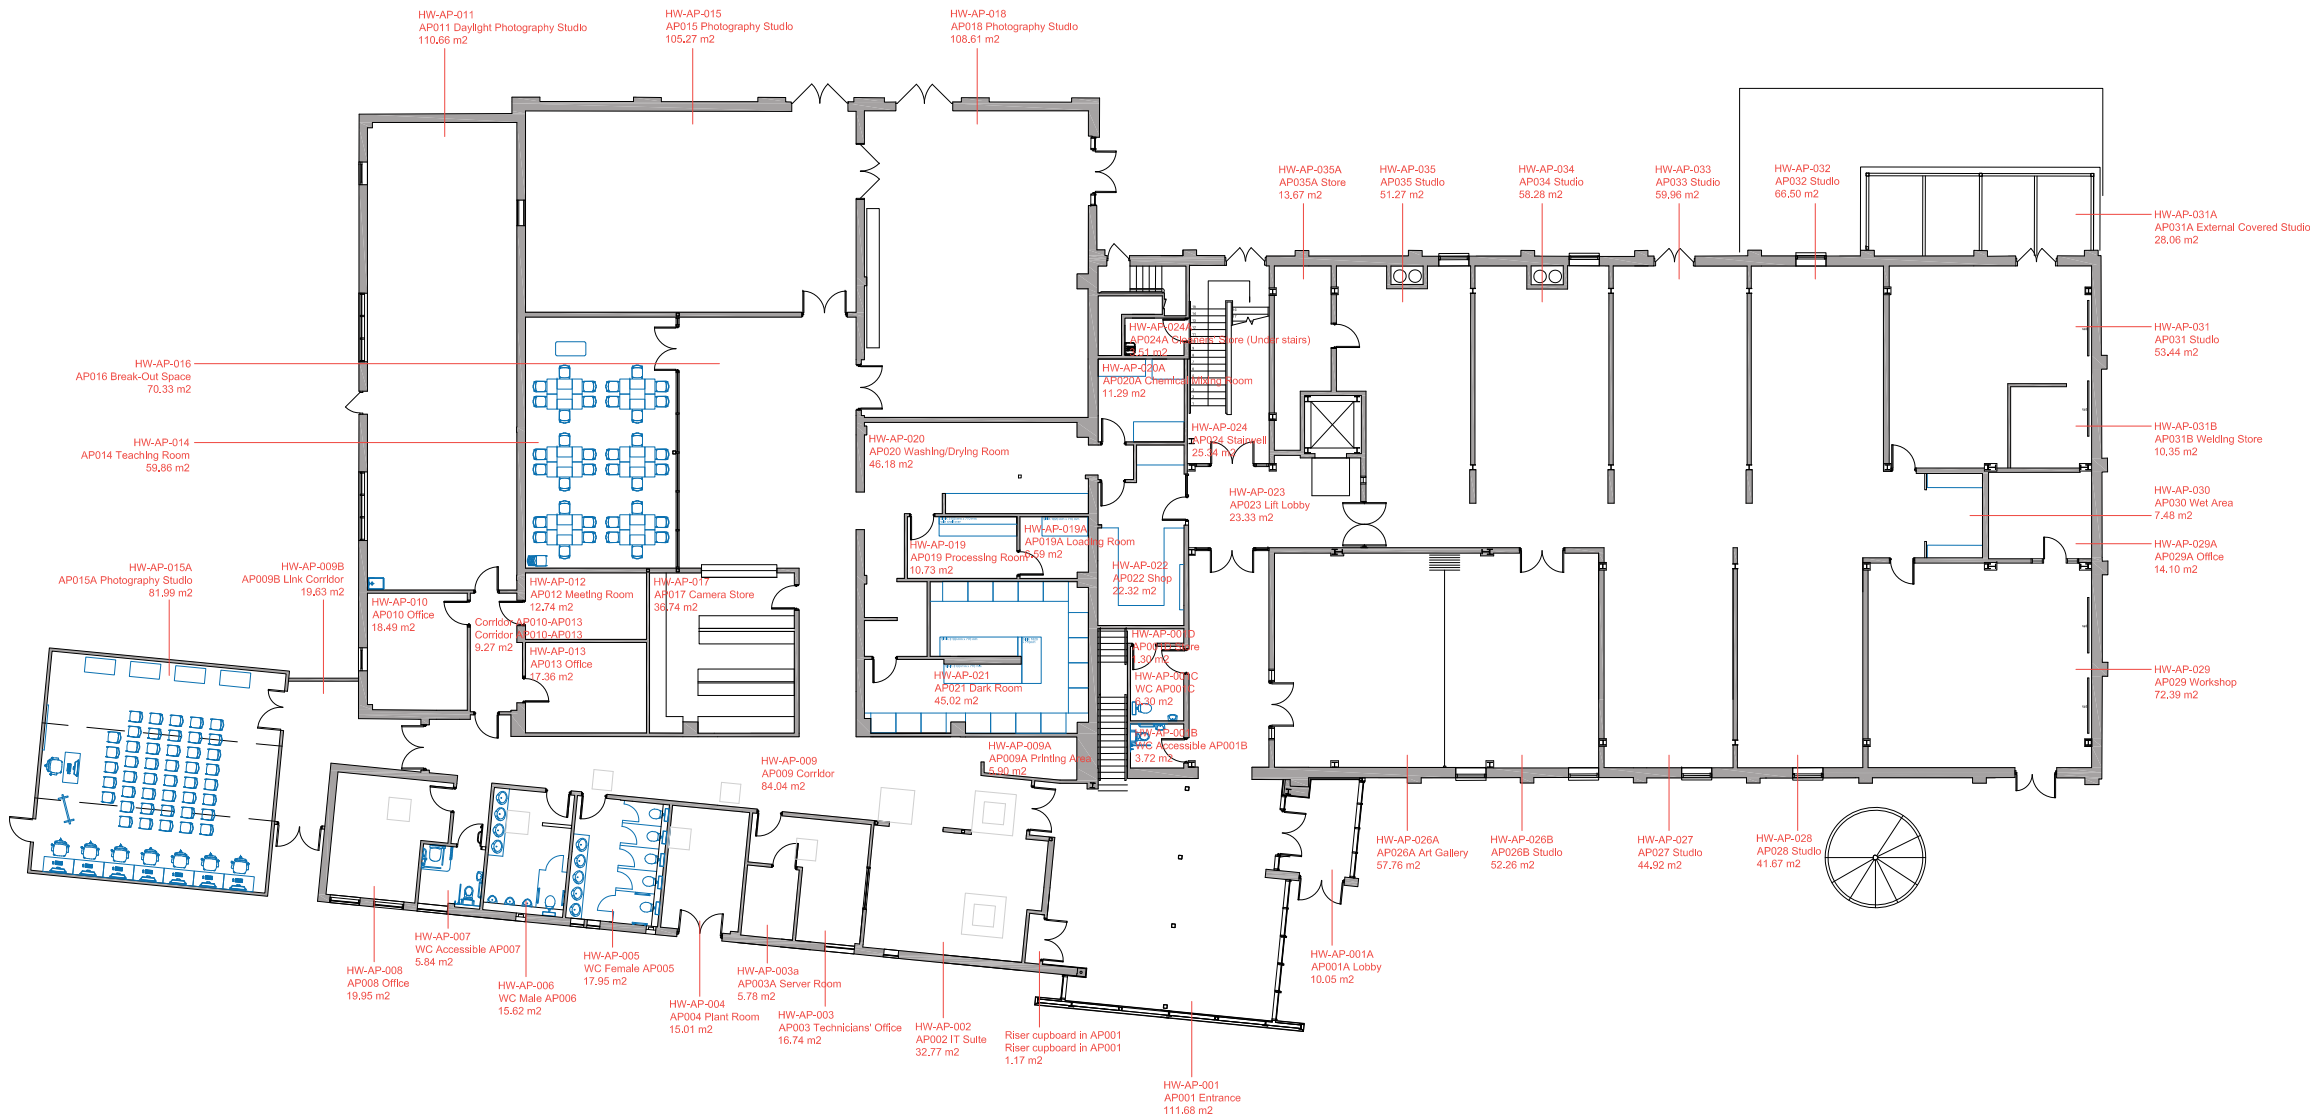 HW-AP-011
AP011 Daylight Photography Studio
110.66 m2
HW-AP-015
AP015 Photography Studio
105.27 m2
HW-AP-018
AP018 Photography Studio
108.61 m2
HW-AP-035A
AP035A Store
13.67 m2
HW-AP-035
AP035 Studio
51.27 m2
HW-AP-034
AP034 Studio
58.28 m2
HW-AP-033
AP033 Studio
59.96 m2
HW-AP-032
AP032 Studio
66.50 m2
HW-AP-031A
AP031A External Covered Studio
28.06 m2
HW-AP-031
AP031 Studio
53.44 m2
HW-AP-031B
AP031B Welding Store
10.35 m2
HW-AP-030
AP030 Wet Area
7.48 m2
HW-AP-029A
AP029A Office
14.10 m2
HW-AP-029
AP029 Workshop
72.39 m2
HW-AP-016
AP016 Break-Out Space
70.33 m2
HW-AP-014
AP014 Teaching Room
59.86 m2
HW-AP-024A
AP024A Cleaners' Store (Under stairs)
.51 m2
HW-AP-020A
AP020A Chemical Mixing Room
11.29 m2
HW-AP-024
AP024 Stairwell
25.34 m2
HW-AP-020
AP020 Washing/Drying Room
46.18 m2
HW-AP-023
AP023 Lift Lobby
23.33 m2
HW-AP-019A
AP019A Loading Room
6.59 m2
HW-AP-019
AP019 Processing Room
10.73 m2
HW-AP-022
AP022 Shop
22.32 m2
HW-AP-015A
AP015A Photography Studio
81.99 m2
HW-AP-009B
AP009B Link Corridor
19.63 m2
HW-AP-010
AP010 Office
18.49 m2
HW-AP-012
AP012 Meeting Room
12.74 m2
HW-AP-017
AP017 Camera Store
36.74 m2
Corridor AP010-AP013
Corridor AP010-AP013
9.27 m2
HW-AP-013
AP013 Office
17.36 m2
HW-AP-021
AP021 Dark Room
45.02 m2
HW-AP-001D
1.30 m2
HW-AP-001C
WC AP001C
6.30 m2
HW-AP-001B
WC Accessible AP001B
3.72 m2
HW-AP-009A
AP009A Printing Area
5.90 m2
HW-AP-009
AP009 Corridor
84.04 m2
HW-AP-026A
AP026A Art Gallery
57.76 m2
HW-AP-026B
AP026B Studio
52.26 m2
HW-AP-027
AP027 Studio
44.92 m2
HW-AP-028
AP028 Studio
41.67 m2
HW-AP-008
AP008 Office
19.95 m2
HW-AP-007
WC Accessible AP007
5.84 m2
HW-AP-006
WC Male AP006
15.62 m2
HW-AP-005
WC Female AP005
17.95 m2
HW-AP-004
AP004 Plant Room
15.01 m2
HW-AP-003a
AP003A Server Room
5.78 m2
HW-AP-003
AP003 Technicians' Office
16.74 m2
HW-AP-002
AP002 IT Suite
32.77 m2
Riser cupboard in AP001
Riser cupboard in AP001
1.17 m2
HW-AP-001A
AP001A Lobby
10.05 m2
HW-AP-001
AP001 Entrance
111.68 m2